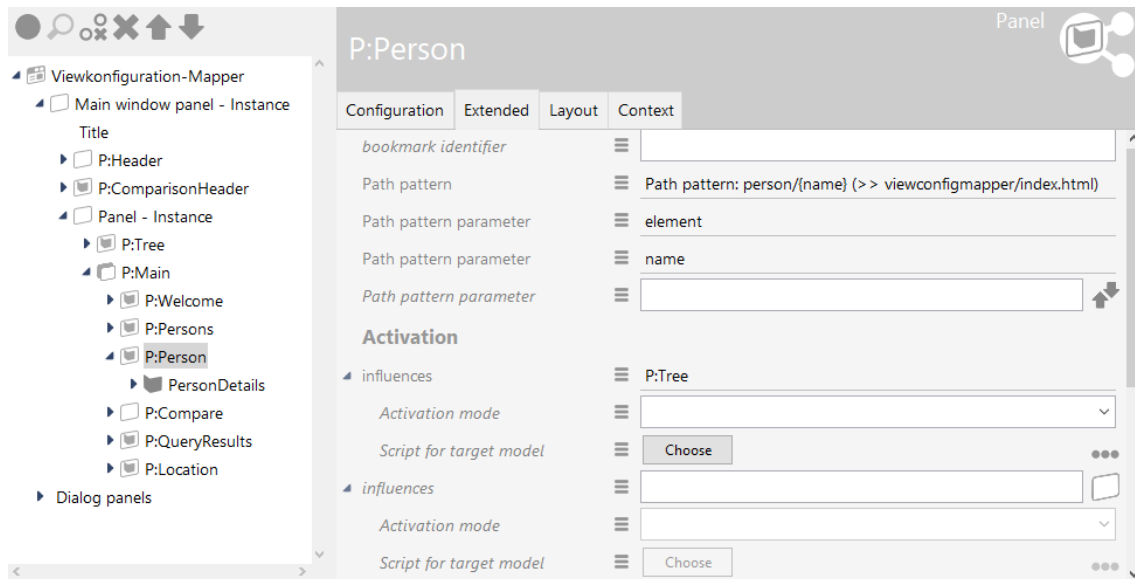 Viewkonfiguration-Mapper
Main window panel - Instance
Title
P:Header
P:ComparisonHeader
Panel - Instance
P:Tree
P:Main
P:Welcome
P:Persons
P:Person
PersonDetails
P:Compare
P:QueryResults
P:Location
Dialog panels
Panel
P:Person
Configuration Extended Layout Context
bookmark identifier
Path pattern Path pattern: person/{name} (>> viewconfigmapper/index.html)
Path pattern parameter element
Path pattern parameter name
Path pattern parameter
Activation
influences P:Tree
Activation mode
Script for target model Choose
influences
Activation mode
Script for target model Choose